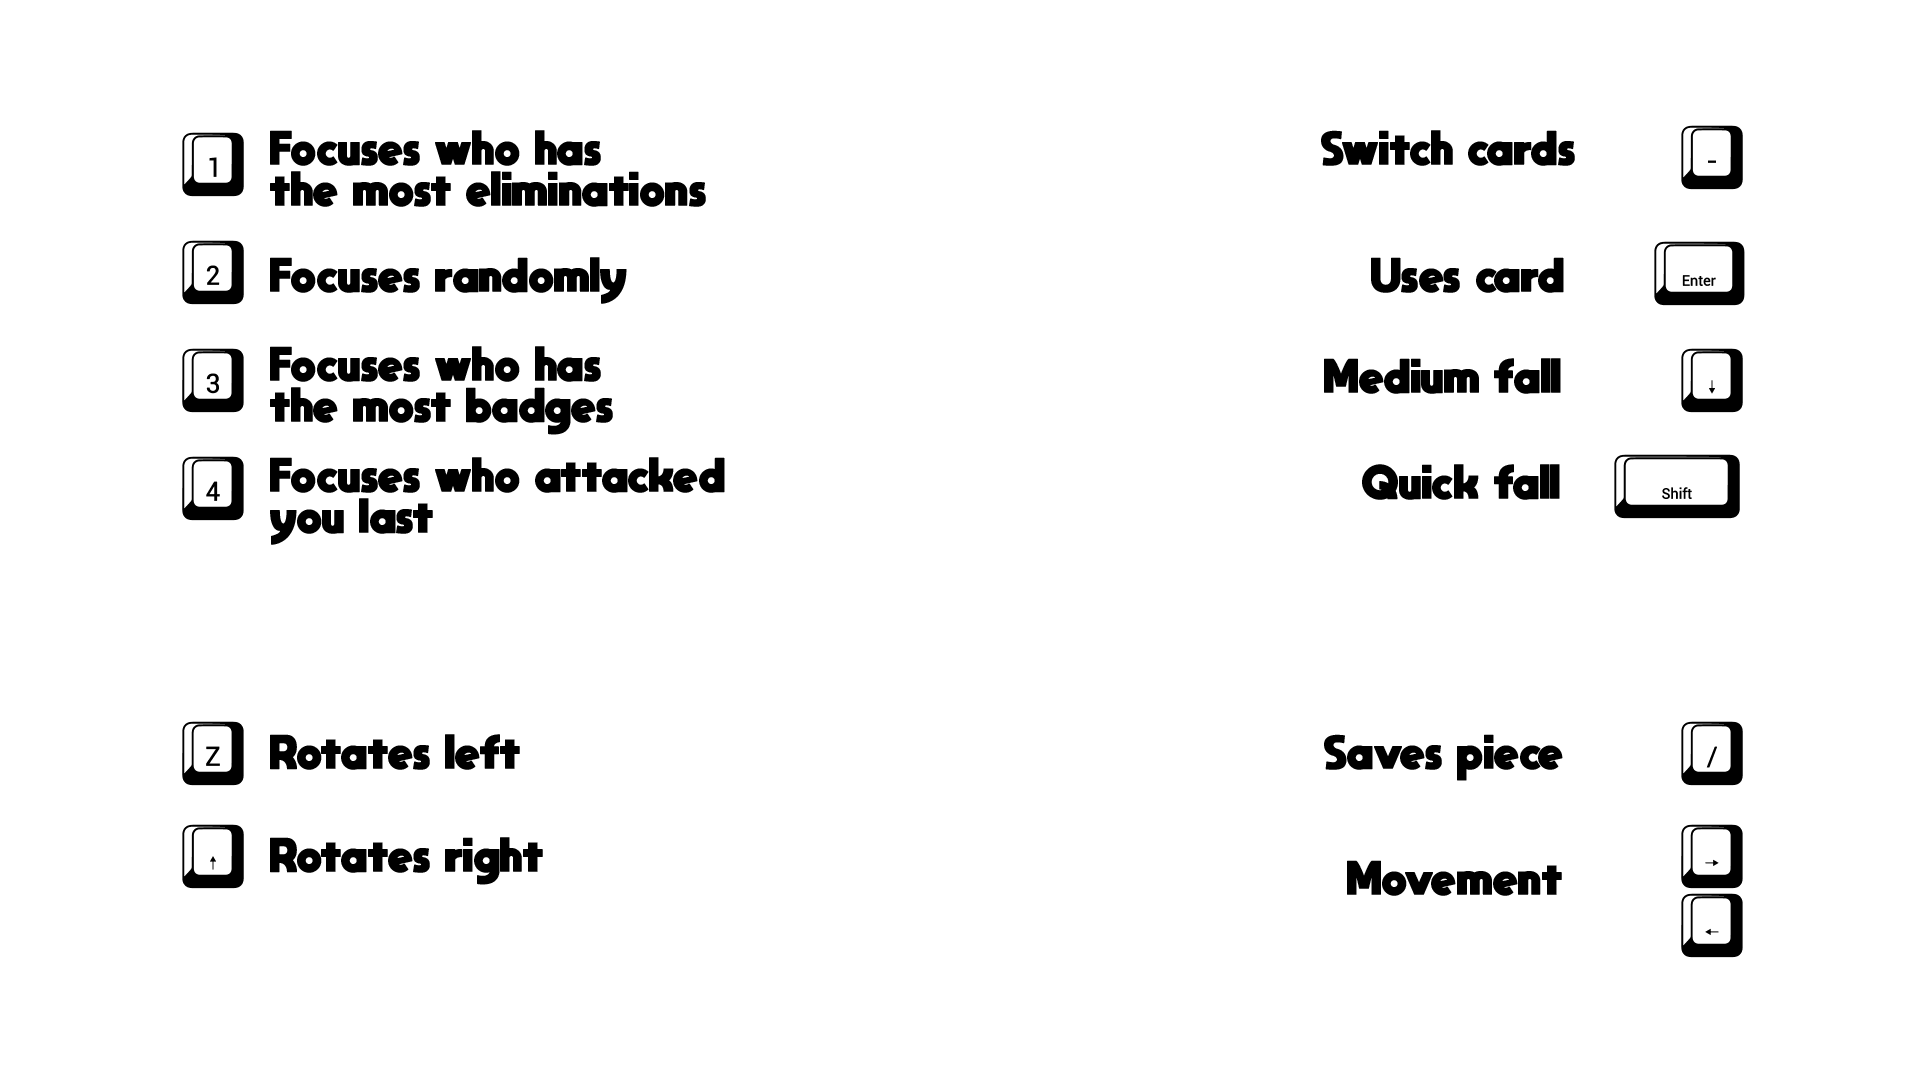 1 Focuses who has
the most eliminations
2 Focuses randomly
3 Focuses who has
the most badges
4 Focuses who attacked
you last
Z Rotates left
↑ Rotates right
Switch cards -
Uses card Enter
Medium fall ↓
Quick fall Shift
Saves piece /
Movement →
←